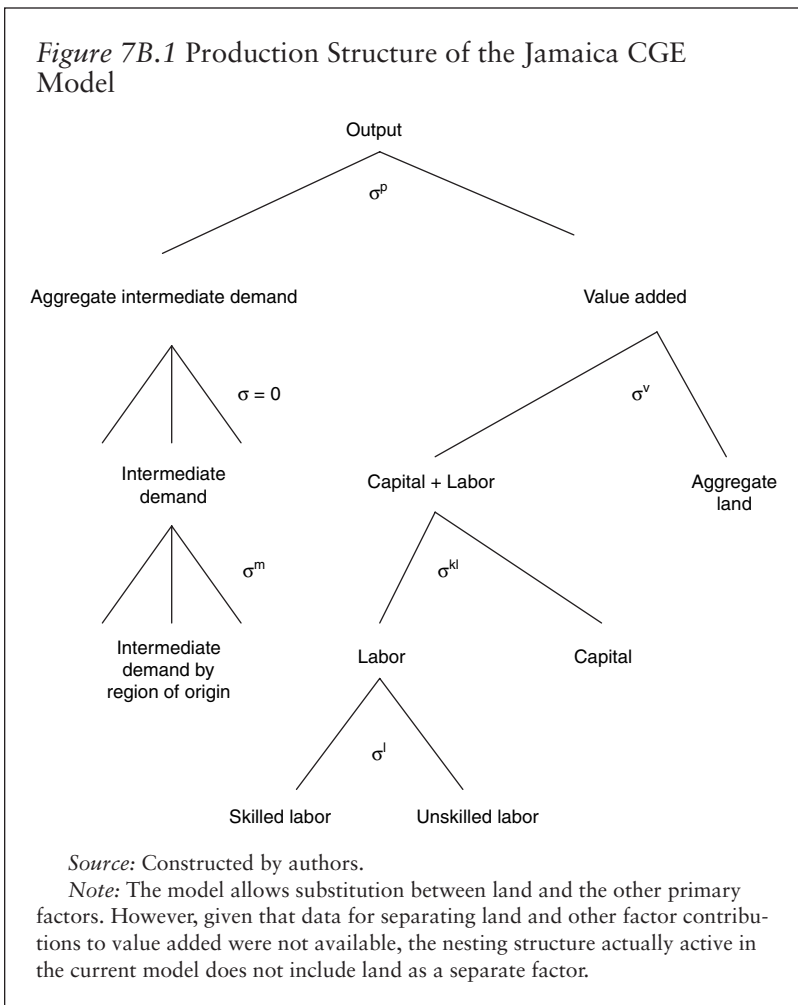 Figure 7B.1 Production Structure of the Jamaica CGE
Model
Output
σᵖ
Aggregate intermediate demand
Value added
σ = 0
σᵛ
Intermediate
demand
Capital + Labor
Aggregate
land
σᵐ
σᵏˡ
Intermediate
demand by
region of origin
Labor
Capital
σˡ
Skilled labor
Unskilled labor
Source: Constructed by authors.
Note: The model allows substitution between land and the other primary
factors. However, given that data for separating land and other factor contribu-
tions to value added were not available, the nesting structure actually active in
the current model does not include land as a separate factor.